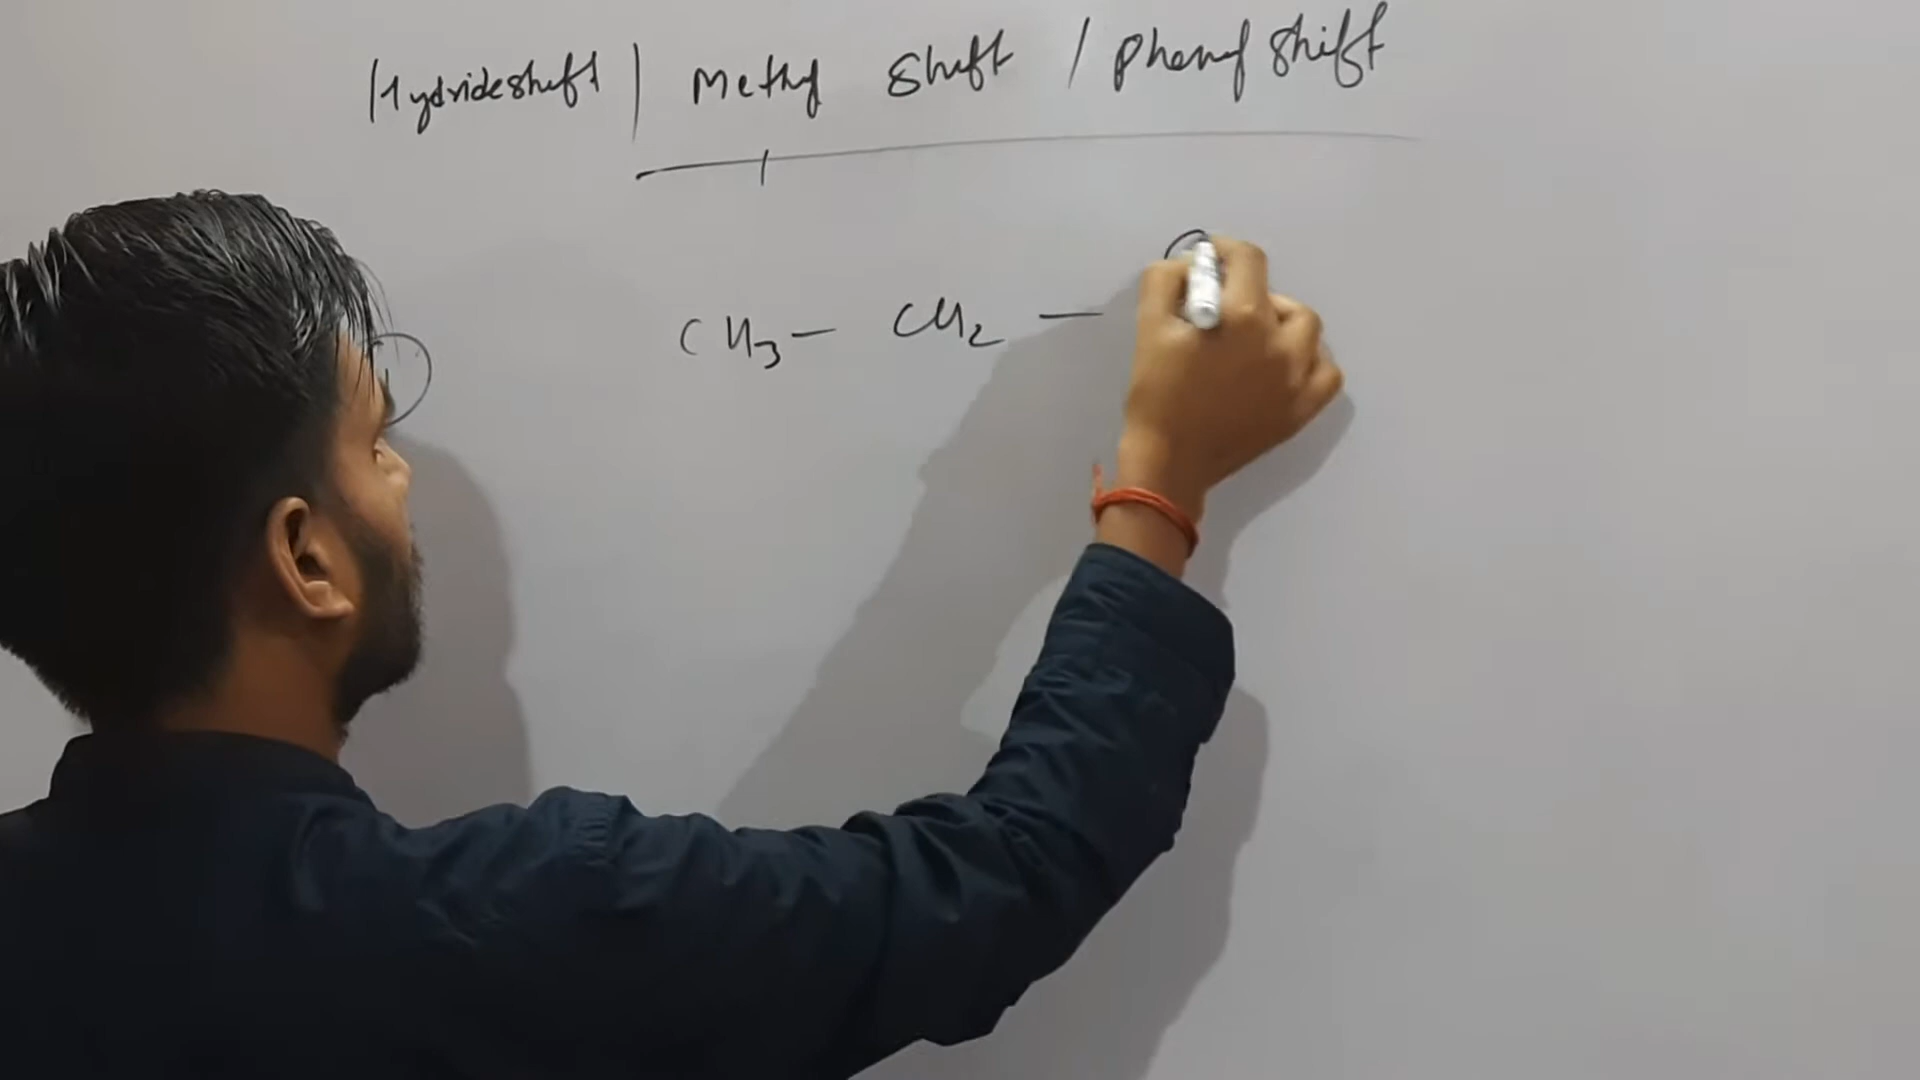 Hydride shift / Methyl shift / Phenyl shift
CH3 - CH2 -